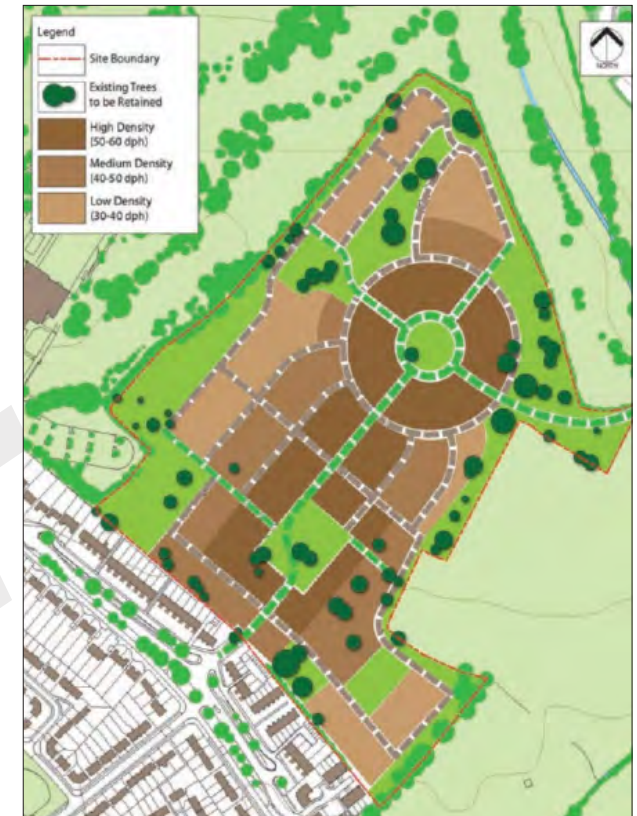 Legend
Site Boundary
Existing Trees
to be Retained
High Density
(50-60 dph)
Medium Density
(40-50 dph)
Low Density
(30-40 dph)
NORTH